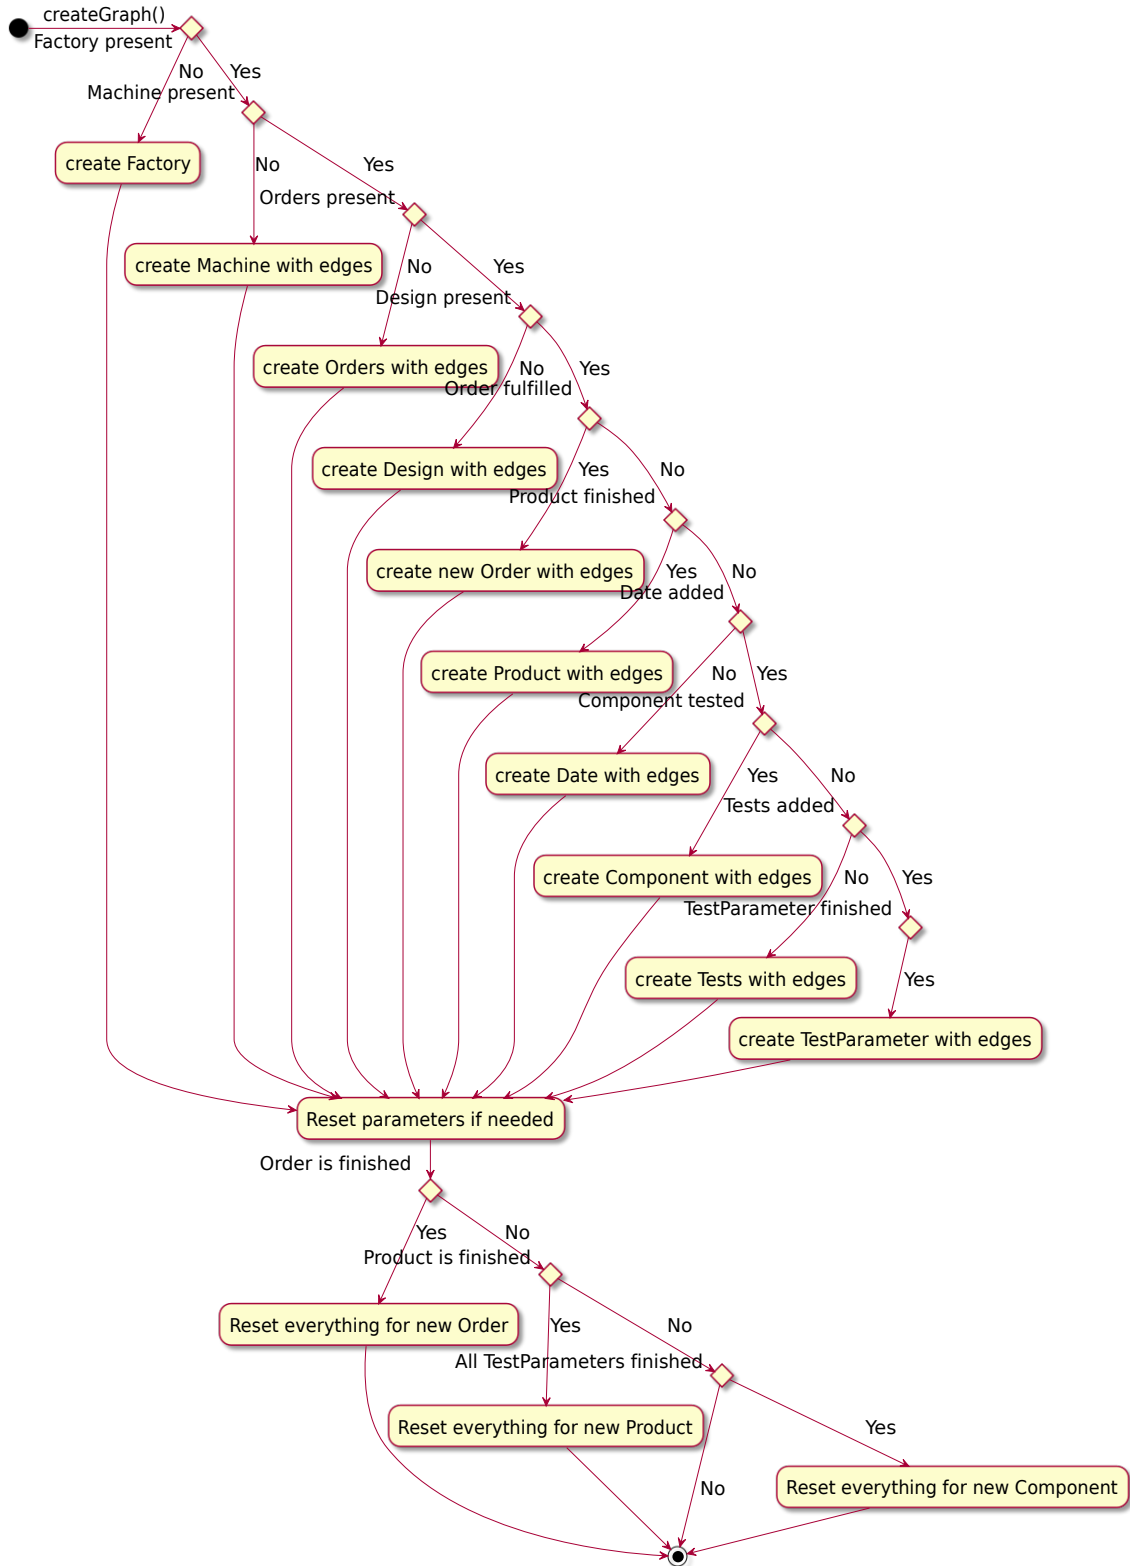 createGraph()
Factory present
No
Yes
Machine present
create Factory
No
Yes
Orders present
create Machine with edges
No
Yes
Design present
create Orders with edges
No
Yes
Order fulfilled
create Design with edges
Yes
No
Product finished
create new Order with edges
Yes
No
Date added
create Product with edges
No
Yes
Component tested
create Date with edges
Yes
No
Tests added
create Component with edges
No
Yes
TestParameter finished
create Tests with edges
Yes
create TestParameter with edges
Reset parameters if needed
Order is finished
Yes
No
Product is finished
Reset everything for new Order
Yes
No
All TestParameters finished
Reset everything for new Product
Yes
No
Reset everything for new Component